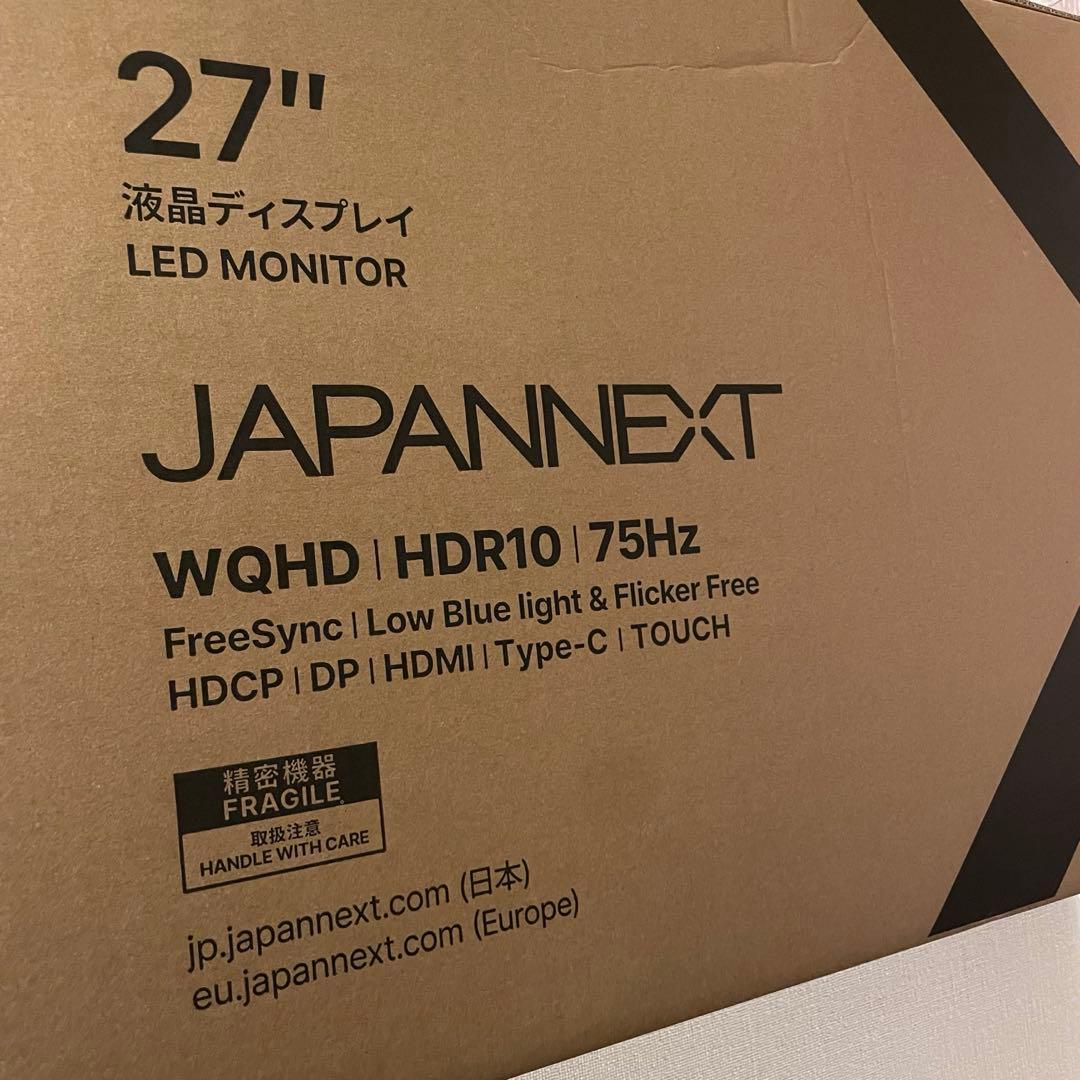 27"
液晶ディスプレイ
LED MONITOR
JAPANNEXT
WQHD | HDR10 | 75Hz
FreeSync | Low Blue light & Flicker Free
HDCP | DP | HDMI | Type-C | TOUCH
精密機器
FRAGILE
取扱注意
HANDLE WITH CARE
jp.japannext.com (日本)
eu.japannext.com (Europe)